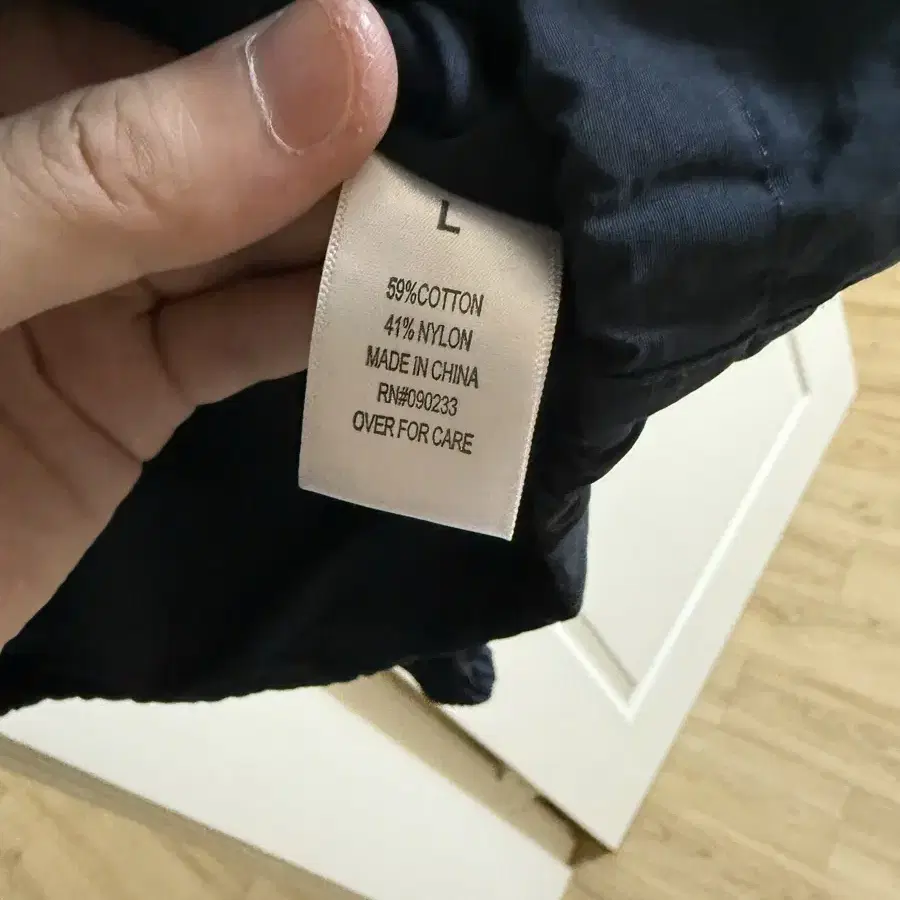 L
59%COTTON
41% NYLON
MADE IN CHINA
RN#090233
OVER FOR CARE